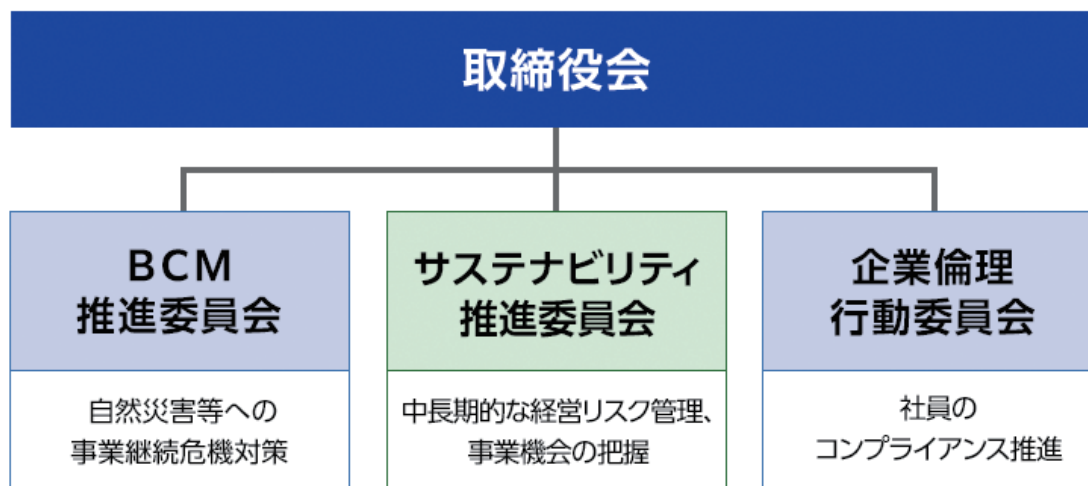 取締役会
BCM
推進委員会
自然災害等への
事業継続危機対策
サステナビリティ
推進委員会
中長期的な経営リスク管理、
事業機会の把握
企業倫理
行動委員会
社員の
コンプライアンス推進